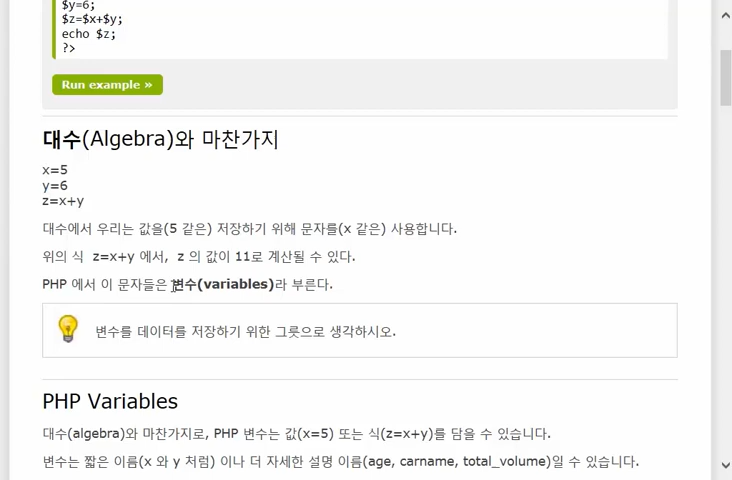 $y=6;
$z=$x+$y;
echo $z;
?>
Run example »
대수(Algebra)와 마찬가지
x=5
y=6
z=x+y
대수에서 우리는 값을(5 같은) 저장하기 위해 문자를(x 같은) 사용합니다.
위의 식 z=x+y 에서, z 의 값이 11로 계산될 수 있다.
PHP 에서 이 문자들은 변수(variables)라 부른다.
변수를 데이터를 저장하기 위한 그릇으로 생각하시오.
PHP Variables
대수(algebra)와 마찬가지로, PHP 변수는 값(x=5) 또는 식(z=x+y)를 담을 수 있습니다.
변수는 짧은 이름(x 와 y 처럼) 이나 더 자세한 설명 이름(age, carname, total_volume)일 수 있습니다.